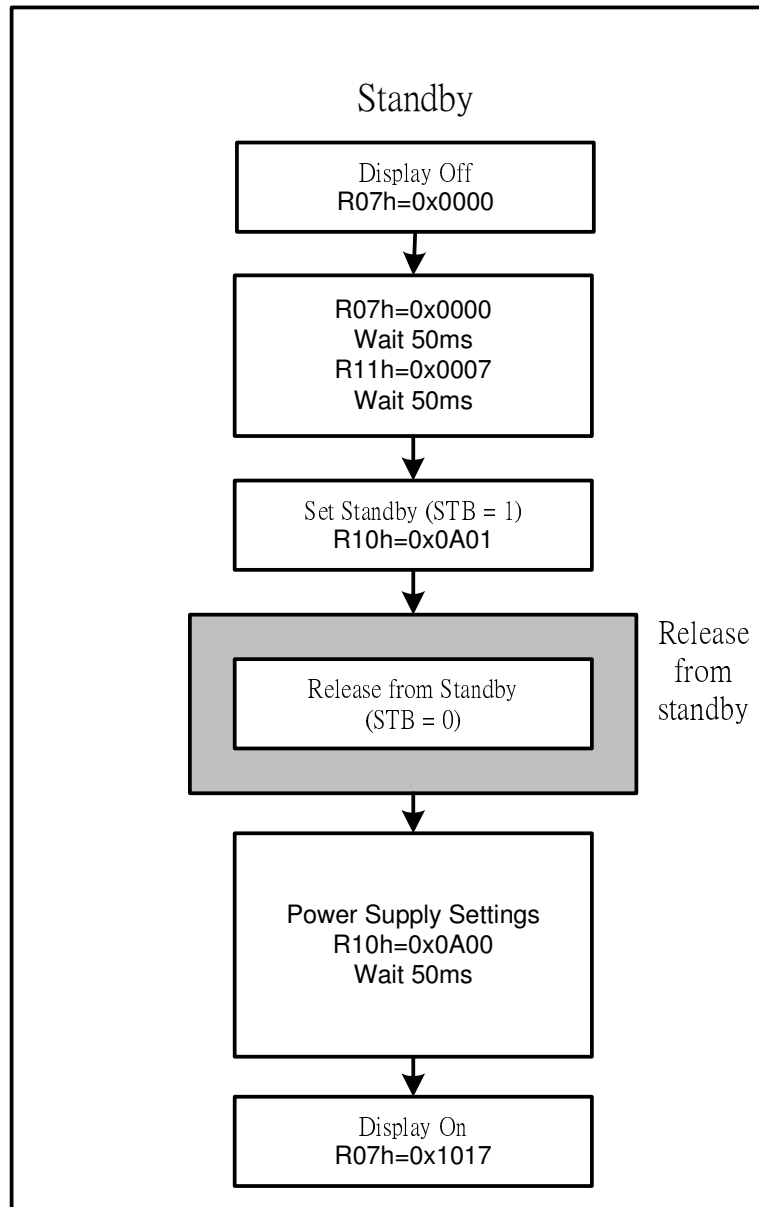 Standby
Display Off
R07h=0x0000
R07h=0x0000
Wait 50ms
R11h=0x0007
Wait 50ms
Set Standby (STB = 1)
R10h=0x0A01
Release from Standby
(STB = 0)
Release
from
standby
Power Supply Settings
R10h=0x0A00
Wait 50ms
Display On
R07h=0x1017